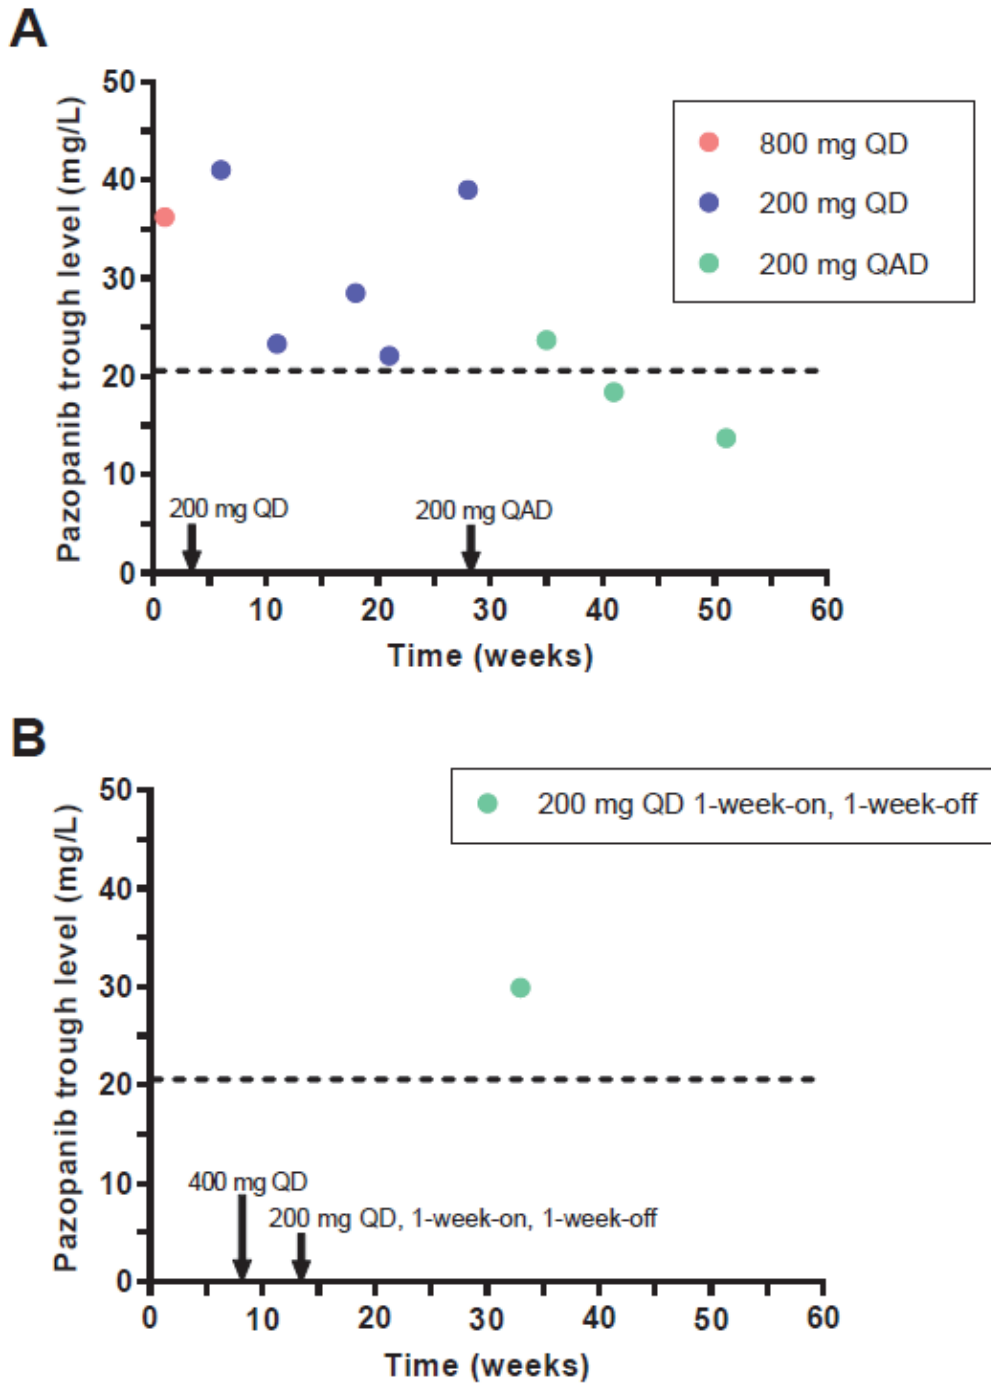 A
50
40
30
20
10
0
Pazopanib trough level (mg/L)
800 mg QD
200 mg QD
200 mg QAD
200 mg QD
200 mg QAD
0 10 20 30 40 50 60
Time (weeks)
B
50
40
30
20
10
0
Pazopanib trough level (mg/L)
200 mg QD 1-week-on, 1-week-off
400 mg QD
200 mg QD, 1-week-on, 1-week-off
0 10 20 30 40 50 60
Time (weeks)